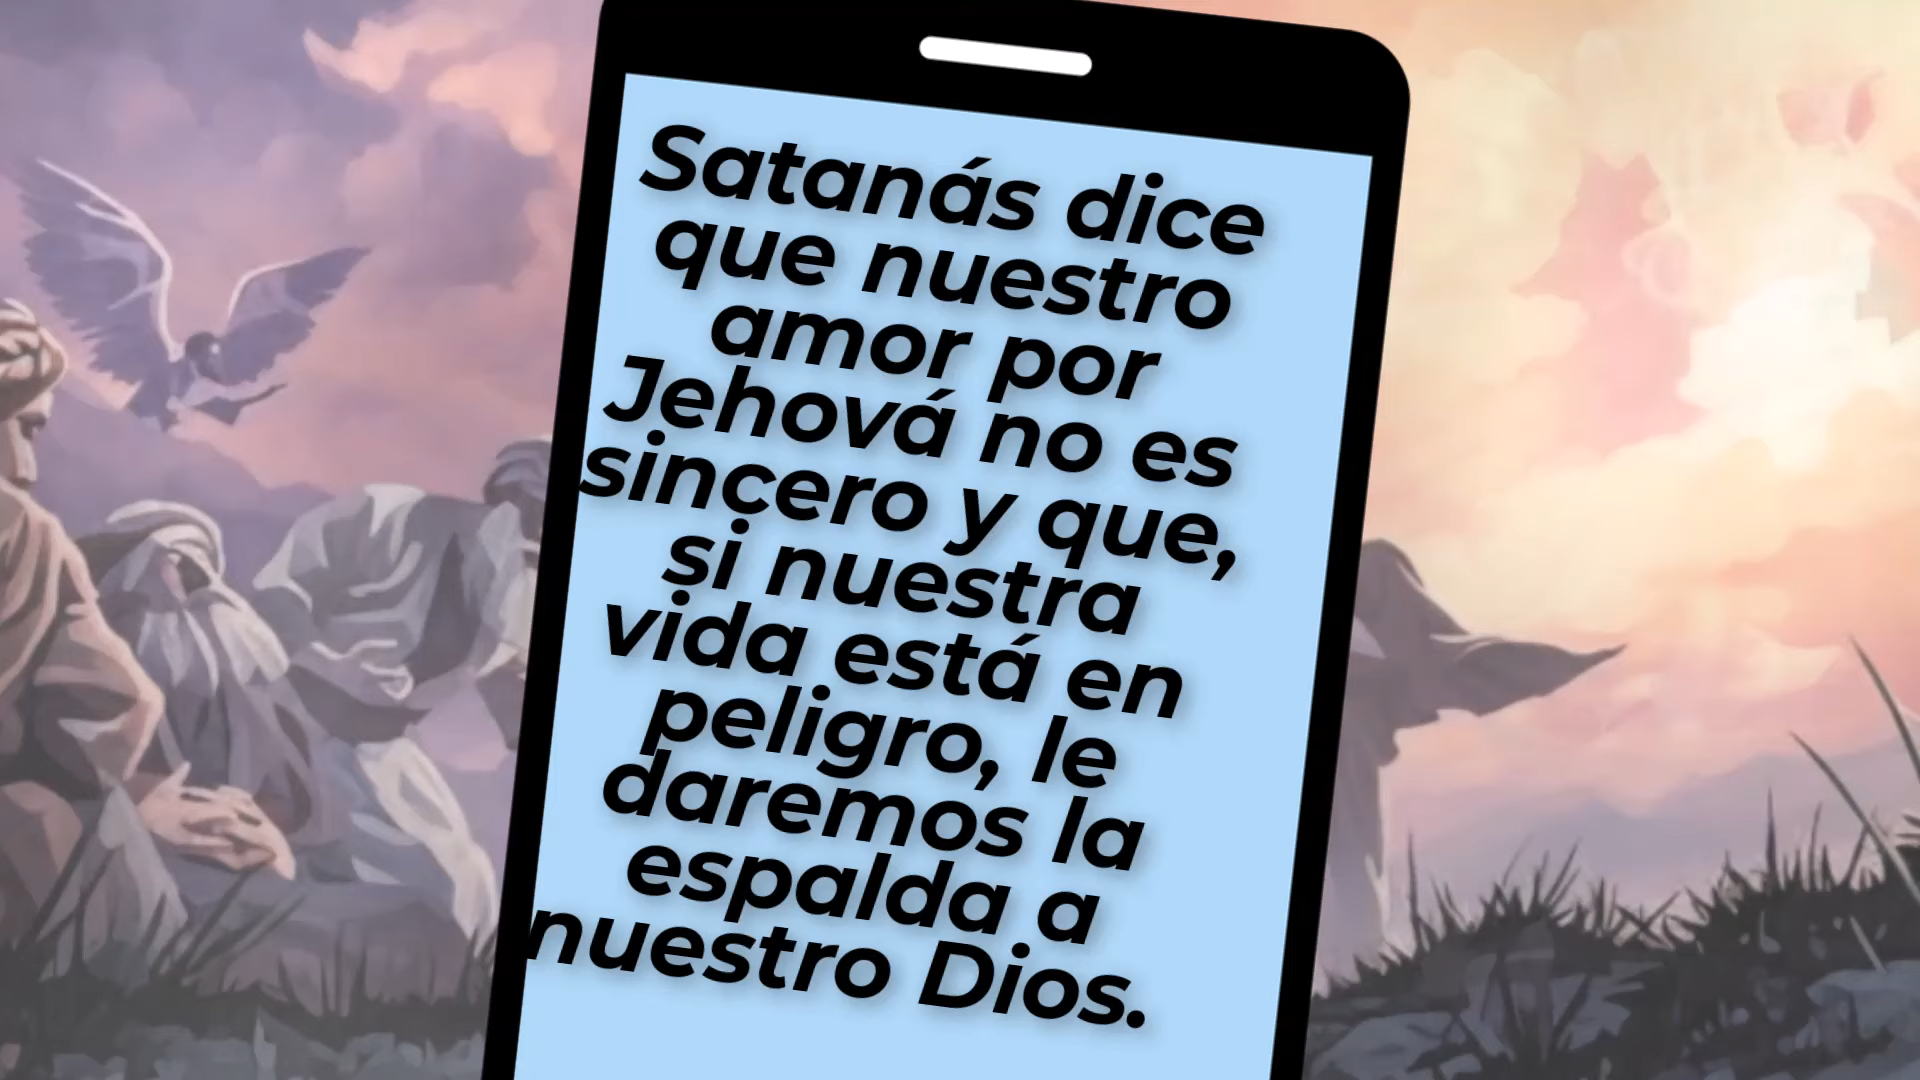 Satanás dice
que nuestro
amor por
Jehová no es
sincero y que,
si nuestra
vida está en
peligro, le
daremos la
espalda a
nuestro Dios.